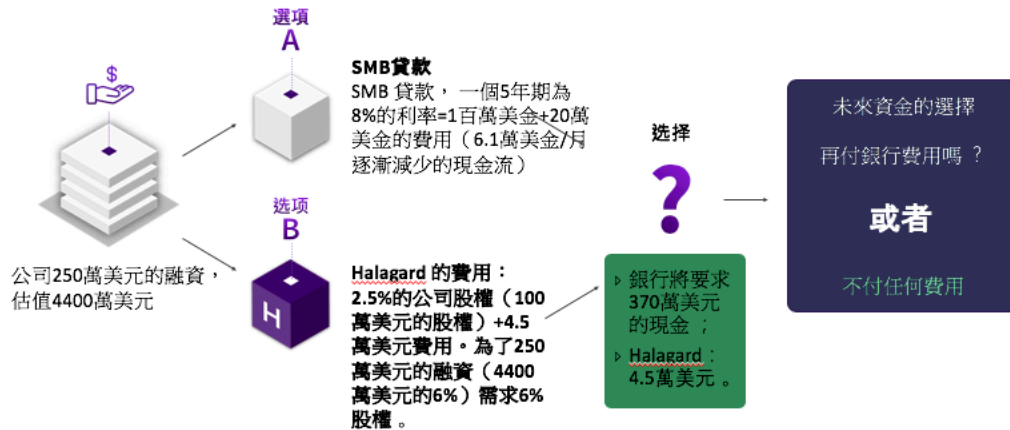 選項
A
$
SMB貸款
SMB 貸款， 一個5年期為
8%的利率=1百萬美金+20萬
美金的費用（6.1萬美金/月
逐漸減少的現金流）
公司250萬美元的融資，
估值4400萬美元
选项
B
H
Halagard 的費用：
2.5%的公司股權（100
萬美元的股權）+4.5
萬美元費用。為了250
萬美元的融資（4400
萬美元的6%）需求6%
股權。
选择
?
▹ 銀行將要求
370萬美元
的現金；
▹ Halagard：
4.5萬美元。
未來資金的選擇
再付銀行費用嗎？
或者
不付任何費用